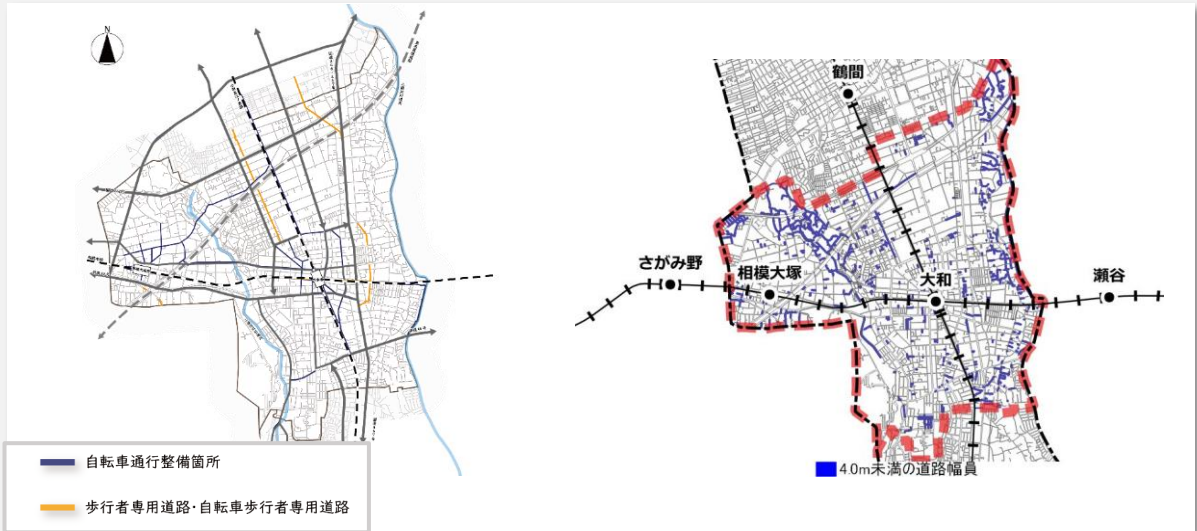 N
自転車通行整備箇所
歩行者専用道路・自転車歩行者専用道路
鶴間
さがみ野
相模大塚
大和
瀬谷
4.0m未満の道路幅員